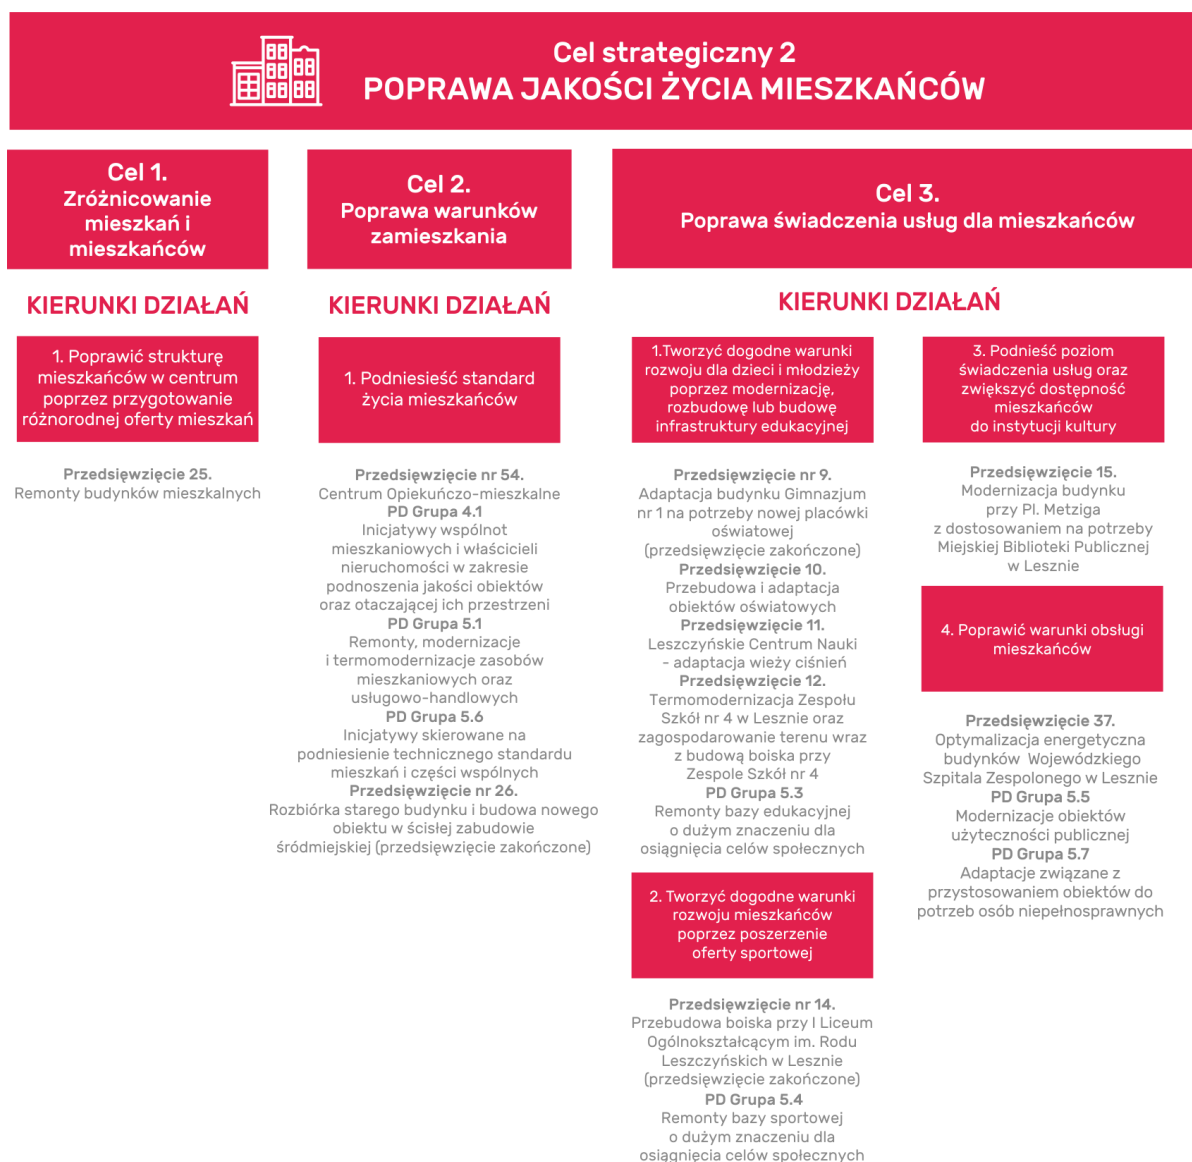 Cel strategiczny 2
POPRAWA JAKOŚCI ŻYCIA MIESZKAŃCÓW
Cel 1.
Zróżnicowanie
mieszkań i
mieszkańców
KIERUNKI DZIAŁAŃ
1. Poprawić strukturę
mieszkańców w centrum
poprzez przygotowanie
różnorodnej oferty mieszkań
Przedsięwzięcie 25.
Remonty budynków mieszkalnych
Cel 2.
Poprawa warunków
zamieszkania
KIERUNKI DZIAŁAŃ
1. Podniesieść standard
życia mieszkańców
Przedsięwzięcie nr 54.
Centrum Opiekuńczo-mieszkalne
PD Grupa 4.1
Inicjatywy wspólnot
mieszkaniowych i właścicieli
nieruchomości w zakresie
podnoszenia jakości obiektów
oraz otaczającej ich przestrzeni
PD Grupa 5.1
Remonty, modernizacje
i termomodernizacje zasobów
mieszkaniowych oraz
usługowo-handlowych
PD Grupa 5.6
Inicjatywy skierowane na
podniesienie technicznego standardu
mieszkań i części wspólnych
Przedsięwzięcie nr 26.
Rozbiórka starego budynku i budowa nowego
obiektu w ścisłej zabudowie
śródmiejskiej (przedsięwzięcie zakończone)
Cel 3.
Poprawa świadczenia usług dla mieszkańców
KIERUNKI DZIAŁAŃ
1.Tworzyć dogodne warunki
rozwoju dla dzieci i młodzieży
poprzez modernizację,
rozbudowę lub budowę
infrastruktury edukacyjnej
Przedsięwzięcie nr 9.
Adaptacja budynku Gimnazjum
nr 1 na potrzeby nowej placówki
oświatowej
(przedsięwzięcie zakończone)
Przedsięwzięcie 10.
Przebudowa i adaptacja
obiektów oświatowych
Przedsięwzięcie 11.
Leszczyńskie Centrum Nauki
- adaptacja wieży ciśnień
Przedsięwzięcie 12.
Termomodernizacja Zespołu
Szkół nr 4 w Lesznie oraz
zagospodarowanie terenu wraz
z budową boiska przy
Zespole Szkół nr 4
PD Grupa 5.3
Remonty bazy edukacyjnej
o dużym znaczeniu dla
osiągnięcia celów społecznych
2. Tworzyć dogodne warunki
rozwoju mieszkańców
poprzez poszerzenie
oferty sportowej
Przedsięwzięcie nr 14.
Przebudowa boiska przy I Liceum
Ogólnokształcącym im. Rodu
Leszczyńskich w Lesznie
(przedsięwzięcie zakończone)
PD Grupa 5.4
Remonty bazy sportowej
o dużym znaczeniu dla
osiągnięcia celów społecznych
3. Podnieść poziom
świadczenia usług oraz
zwiększyć dostępność
mieszkańców
do instytucji kultury
Przedsięwzięcie 15.
Modernizacja budynku
przy Pl. Metziga
z dostosowaniem na potrzeby
Miejskiej Biblioteki Publicznej
w Lesznie
4. Poprawić warunki obsługi
mieszkańców
Przedsięwzięcie 37.
Optymalizacja energetyczna
budynków Wojewódzkiego
Szpitala Zespolonego w Lesznie
PD Grupa 5.5
Modernizacje obiektów
użyteczności publicznej
PD Grupa 5.7
Adaptacje związane z
przystosowaniem obiektów do
potrzeb osób niepełnosprawnych